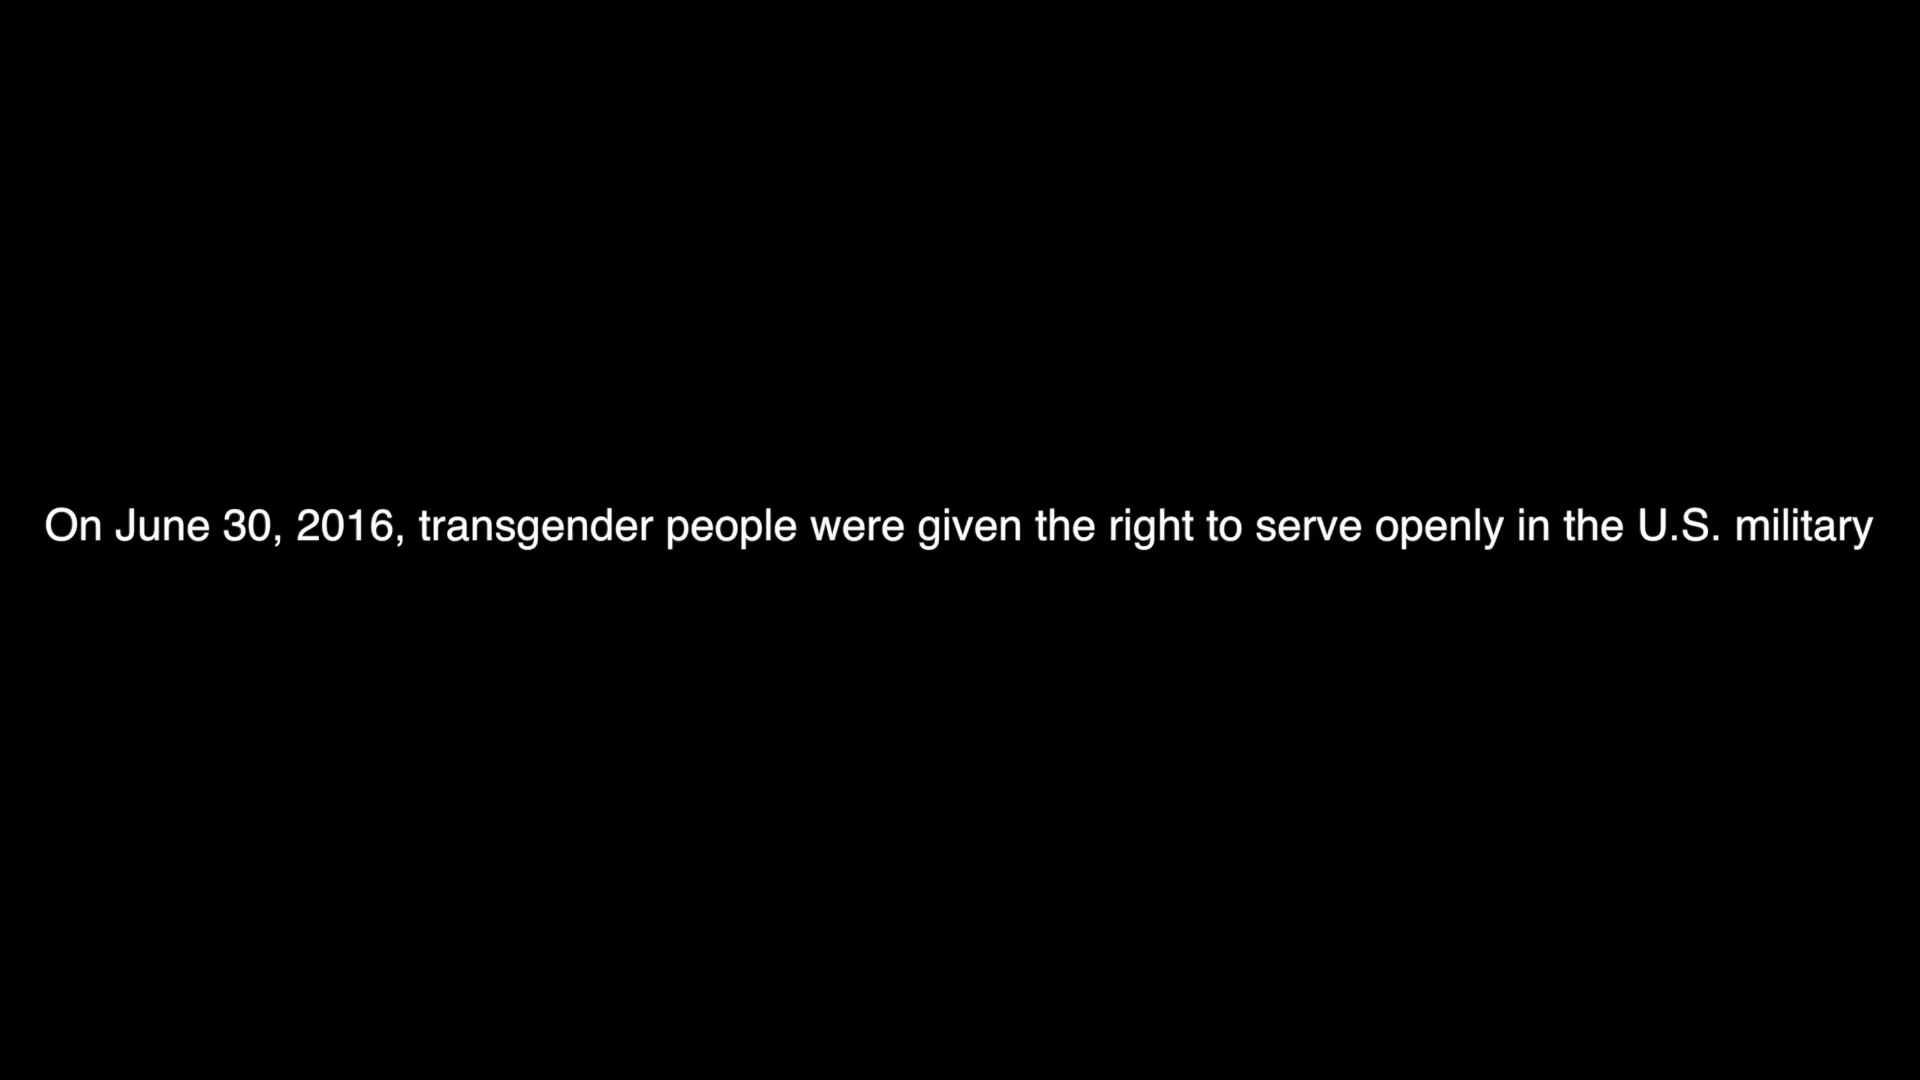 On June 30, 2016, transgender people were given the right to serve openly in the U.S. military